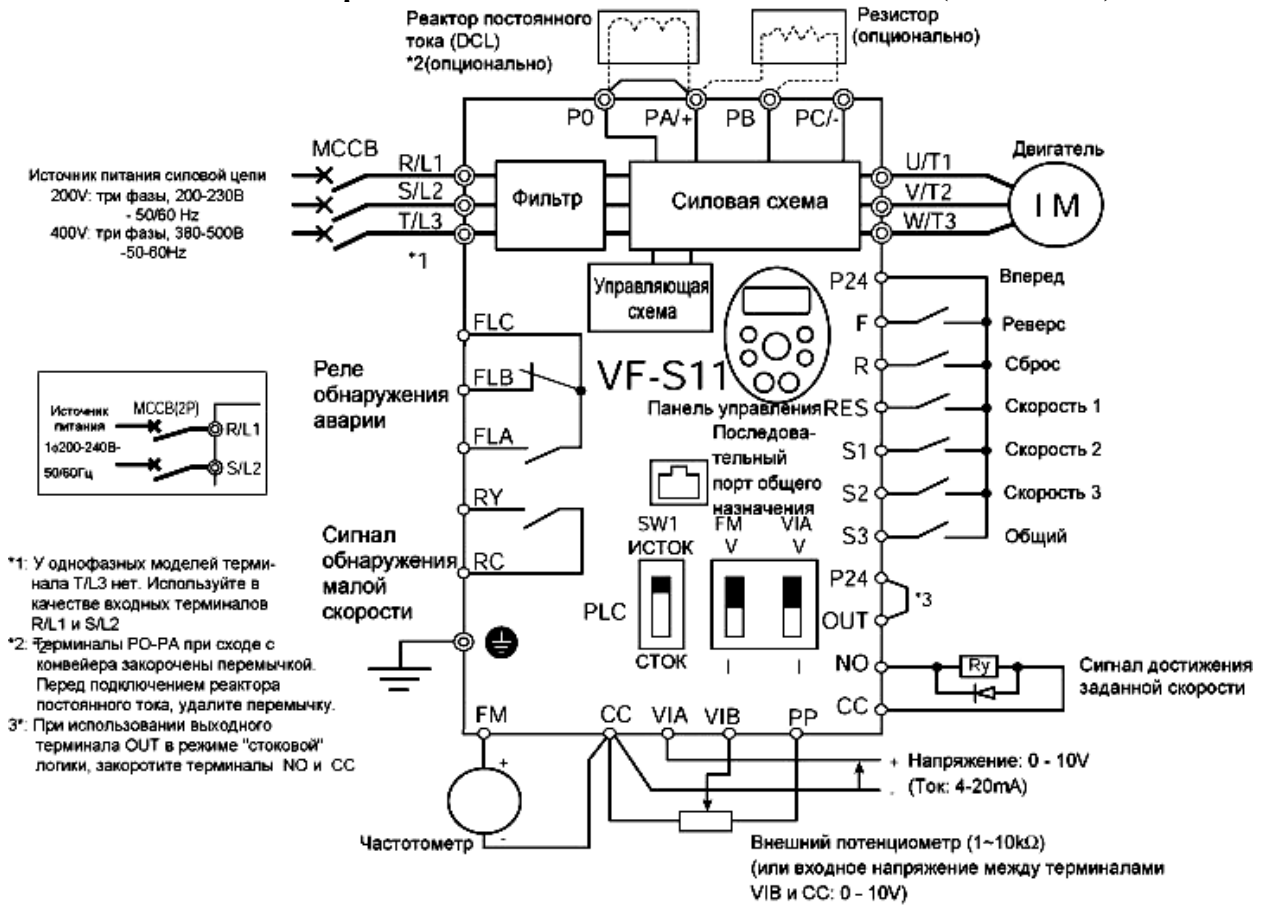 Реактор постоянного
тока (DCL)
*2(опционально)
Резистор
(опционально)
P0
PA/+
PB
PC/-
MCCB
R/L1
S/L2
T/L3
*1
Источник питания силовой цепи
200V: три фазы, 200-230В
- 50/60 Hz
400V: три фазы, 380-500В
-50-60Hz
Фильтр
Силовая схема
U/T1
V/T2
W/T3
Двигатель
I M
Управляющая
схема
P24
Вперед
F
Реверс
R
Сброс
RES
Скорость 1
S1
Скорость 2
S2
Скорость 3
S3
Общий
FLC
FLB
FLA
RY
RC
Реле
обнаружения
аварии
VF-S11
Панель управления
Последова-
тельный
порт общего
назначения
Источник
питания
1ɸ200-240В-
50/60Гц
MCCB(2P)
R/L1
S/L2
Сигнал
обнаружения
малой
скорости
SW1
ИСТОК
PLC
СТОК
FM
V
I
VIA
V
I
P24
*3
OUT
NO
CC
Ry
Сигнал достижения
заданной скорости
*1: У однофазных моделей терми-
нала T/L3 нет. Используйте в
качестве входных терминалов
R/L1 и S/L2
*2: Терминалы PO-PA при сходе с
конвейера закорочены перемычкой.
Перед подключением реактора
постоянного тока, удалите перемычку.
3*: При использовании выходного
терминала OUT в режиме "стоковой"
логики, закоротите терминалы NO и CC
FM
CC
VIA
VIB
PP
+
-
Частотомер
+ Напряжение: 0 - 10V
- (Ток: 4-20mA)
Внешний потенциометр (1~10kΩ)
(или входное напряжение между терминалами
VIB и CC: 0 - 10V)